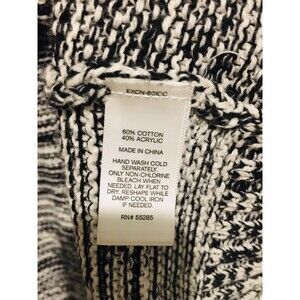 60% COTTON
40% ACRYLIC
MADE IN CHINA
HAND WASH COLD
SEPARATELY.
ONLY NON-CHLORINE
BLEACH WHEN
NEEDED. LAY FLAT TO
DRY. RESHAPE WHILE
DAMP. COOL IRON
IF NEEDED.
RN# 55285